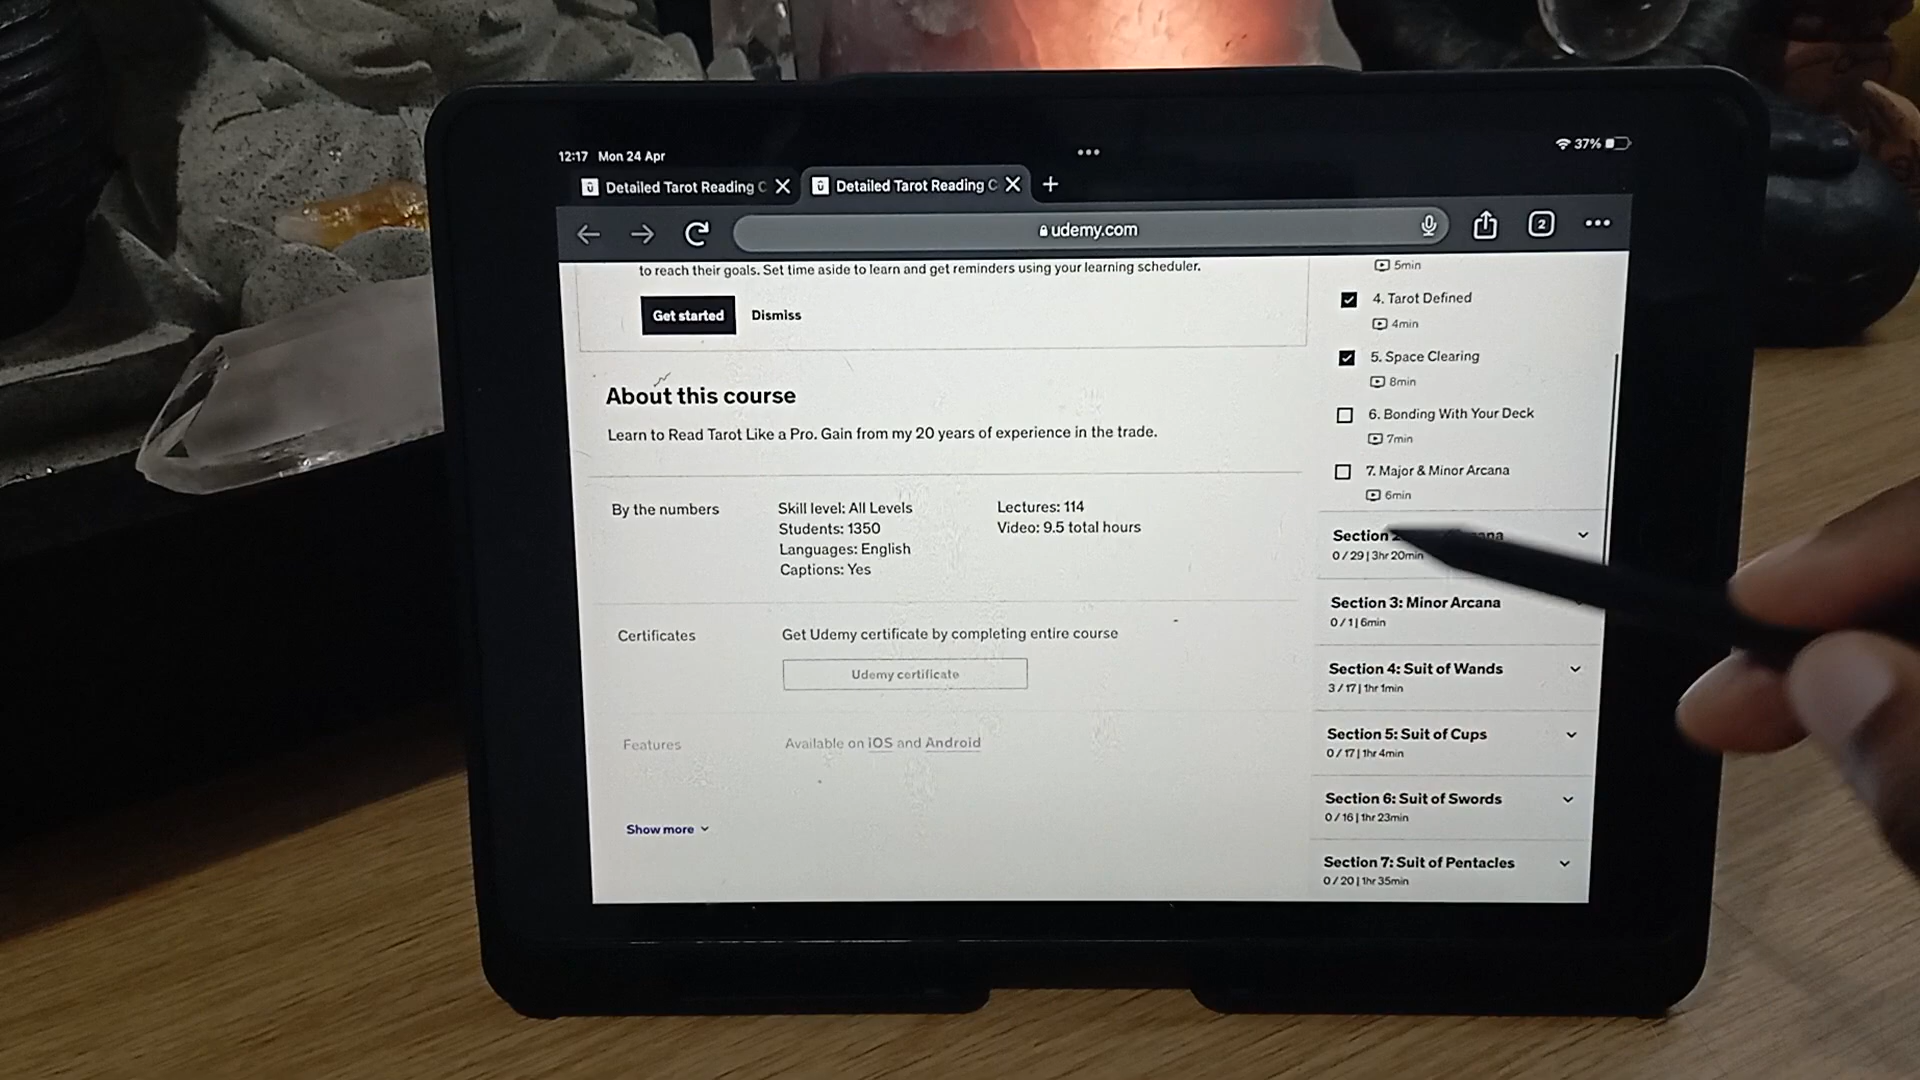 12:17 Mon 24 Apr
37%
Detailed Tarot Reading C
Detailed Tarot Reading C
udemy.com
2
to reach their goals. Set time aside to learn and get reminders using your learning scheduler.
Get started
Dismiss
About this course
Learn to Read Tarot Like a Pro. Gain from my 20 years of experience in the trade.
By the numbers
Skill level: All Levels
Students: 1350
Languages: English
Captions: Yes
Lectures: 114
Video: 9.5 total hours
Certificates
Get Udemy certificate by completing entire course
Udemy certificate
Features
Available on iOS and Android
Show more
5min
4. Tarot Defined
4min
5. Space Clearing
8min
6. Bonding With Your Deck
7min
7. Major & Minor Arcana
6min
Section
0 / 29 | 3hr 20min
Section 3: Minor Arcana
0 / 1 | 6min
Section 4: Suit of Wands
3 / 17 | 1hr 1min
Section 5: Suit of Cups
0 / 17 | 1hr 4min
Section 6: Suit of Swords
0 / 16 | 1hr 23min
Section 7: Suit of Pentacles
0 / 20 | 1hr 35min